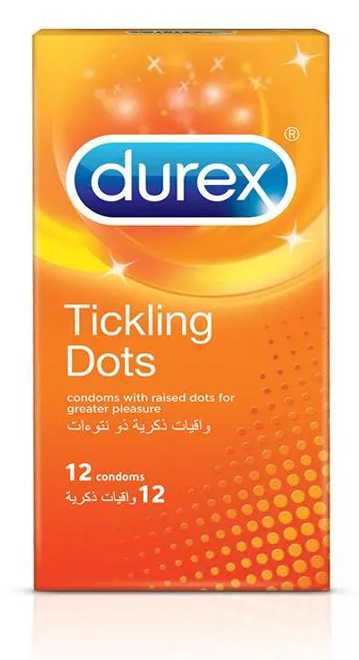 durex®
Tickling
Dots
condoms with raised dots for
greater pleasure
واقيات ذكرية ذو نتوءات
12 condoms
12 واقيات ذكرية